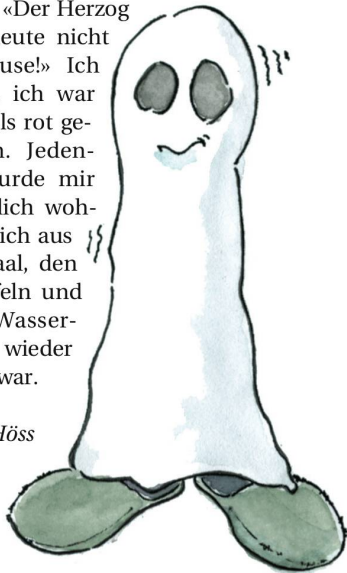 «Der Herzog
eute nicht
use!» Ich
ich war
ls rot ge-
n. Jeden-
urde mir
lich woh-
ich aus
aal, den
feln und
Wasser-
wieder
war.
Höss